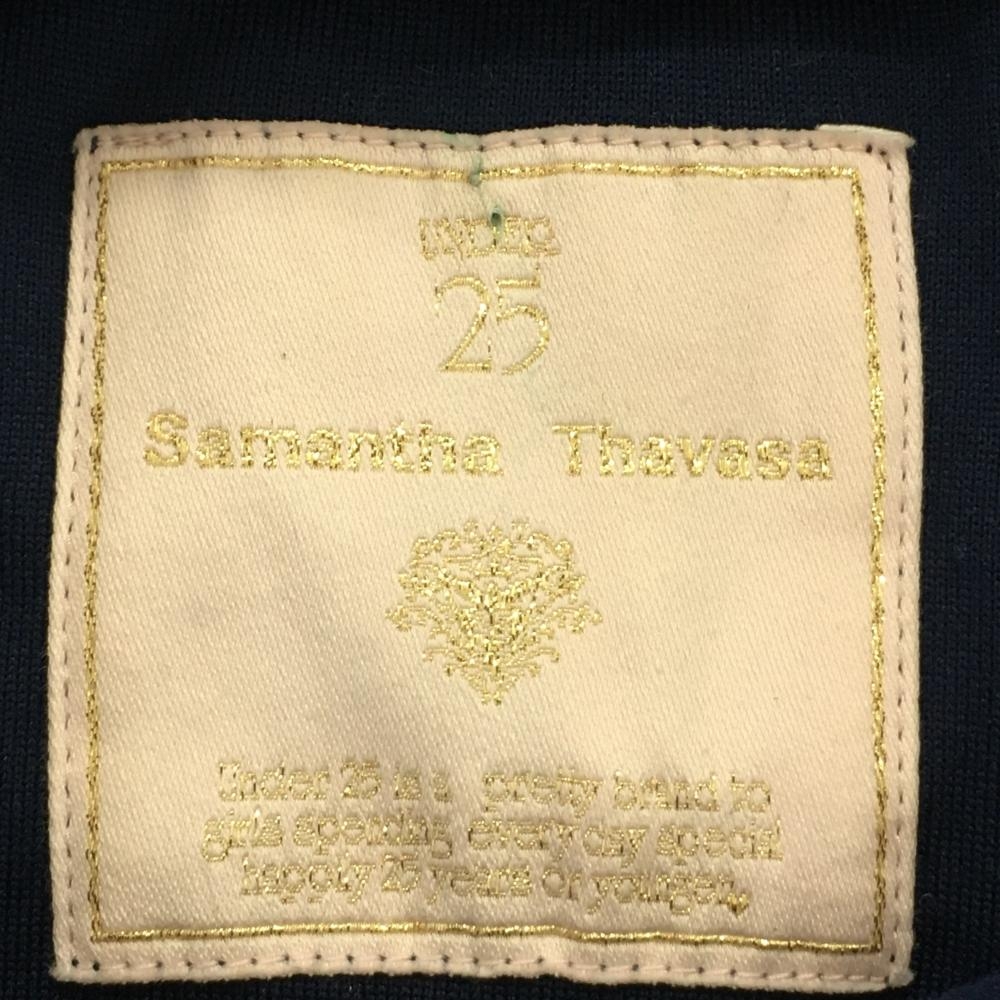 UNDER
25
Samantha Thavasa
Under 25 is a pretty brand to
girls spending every day special
happily 25 years or younger.